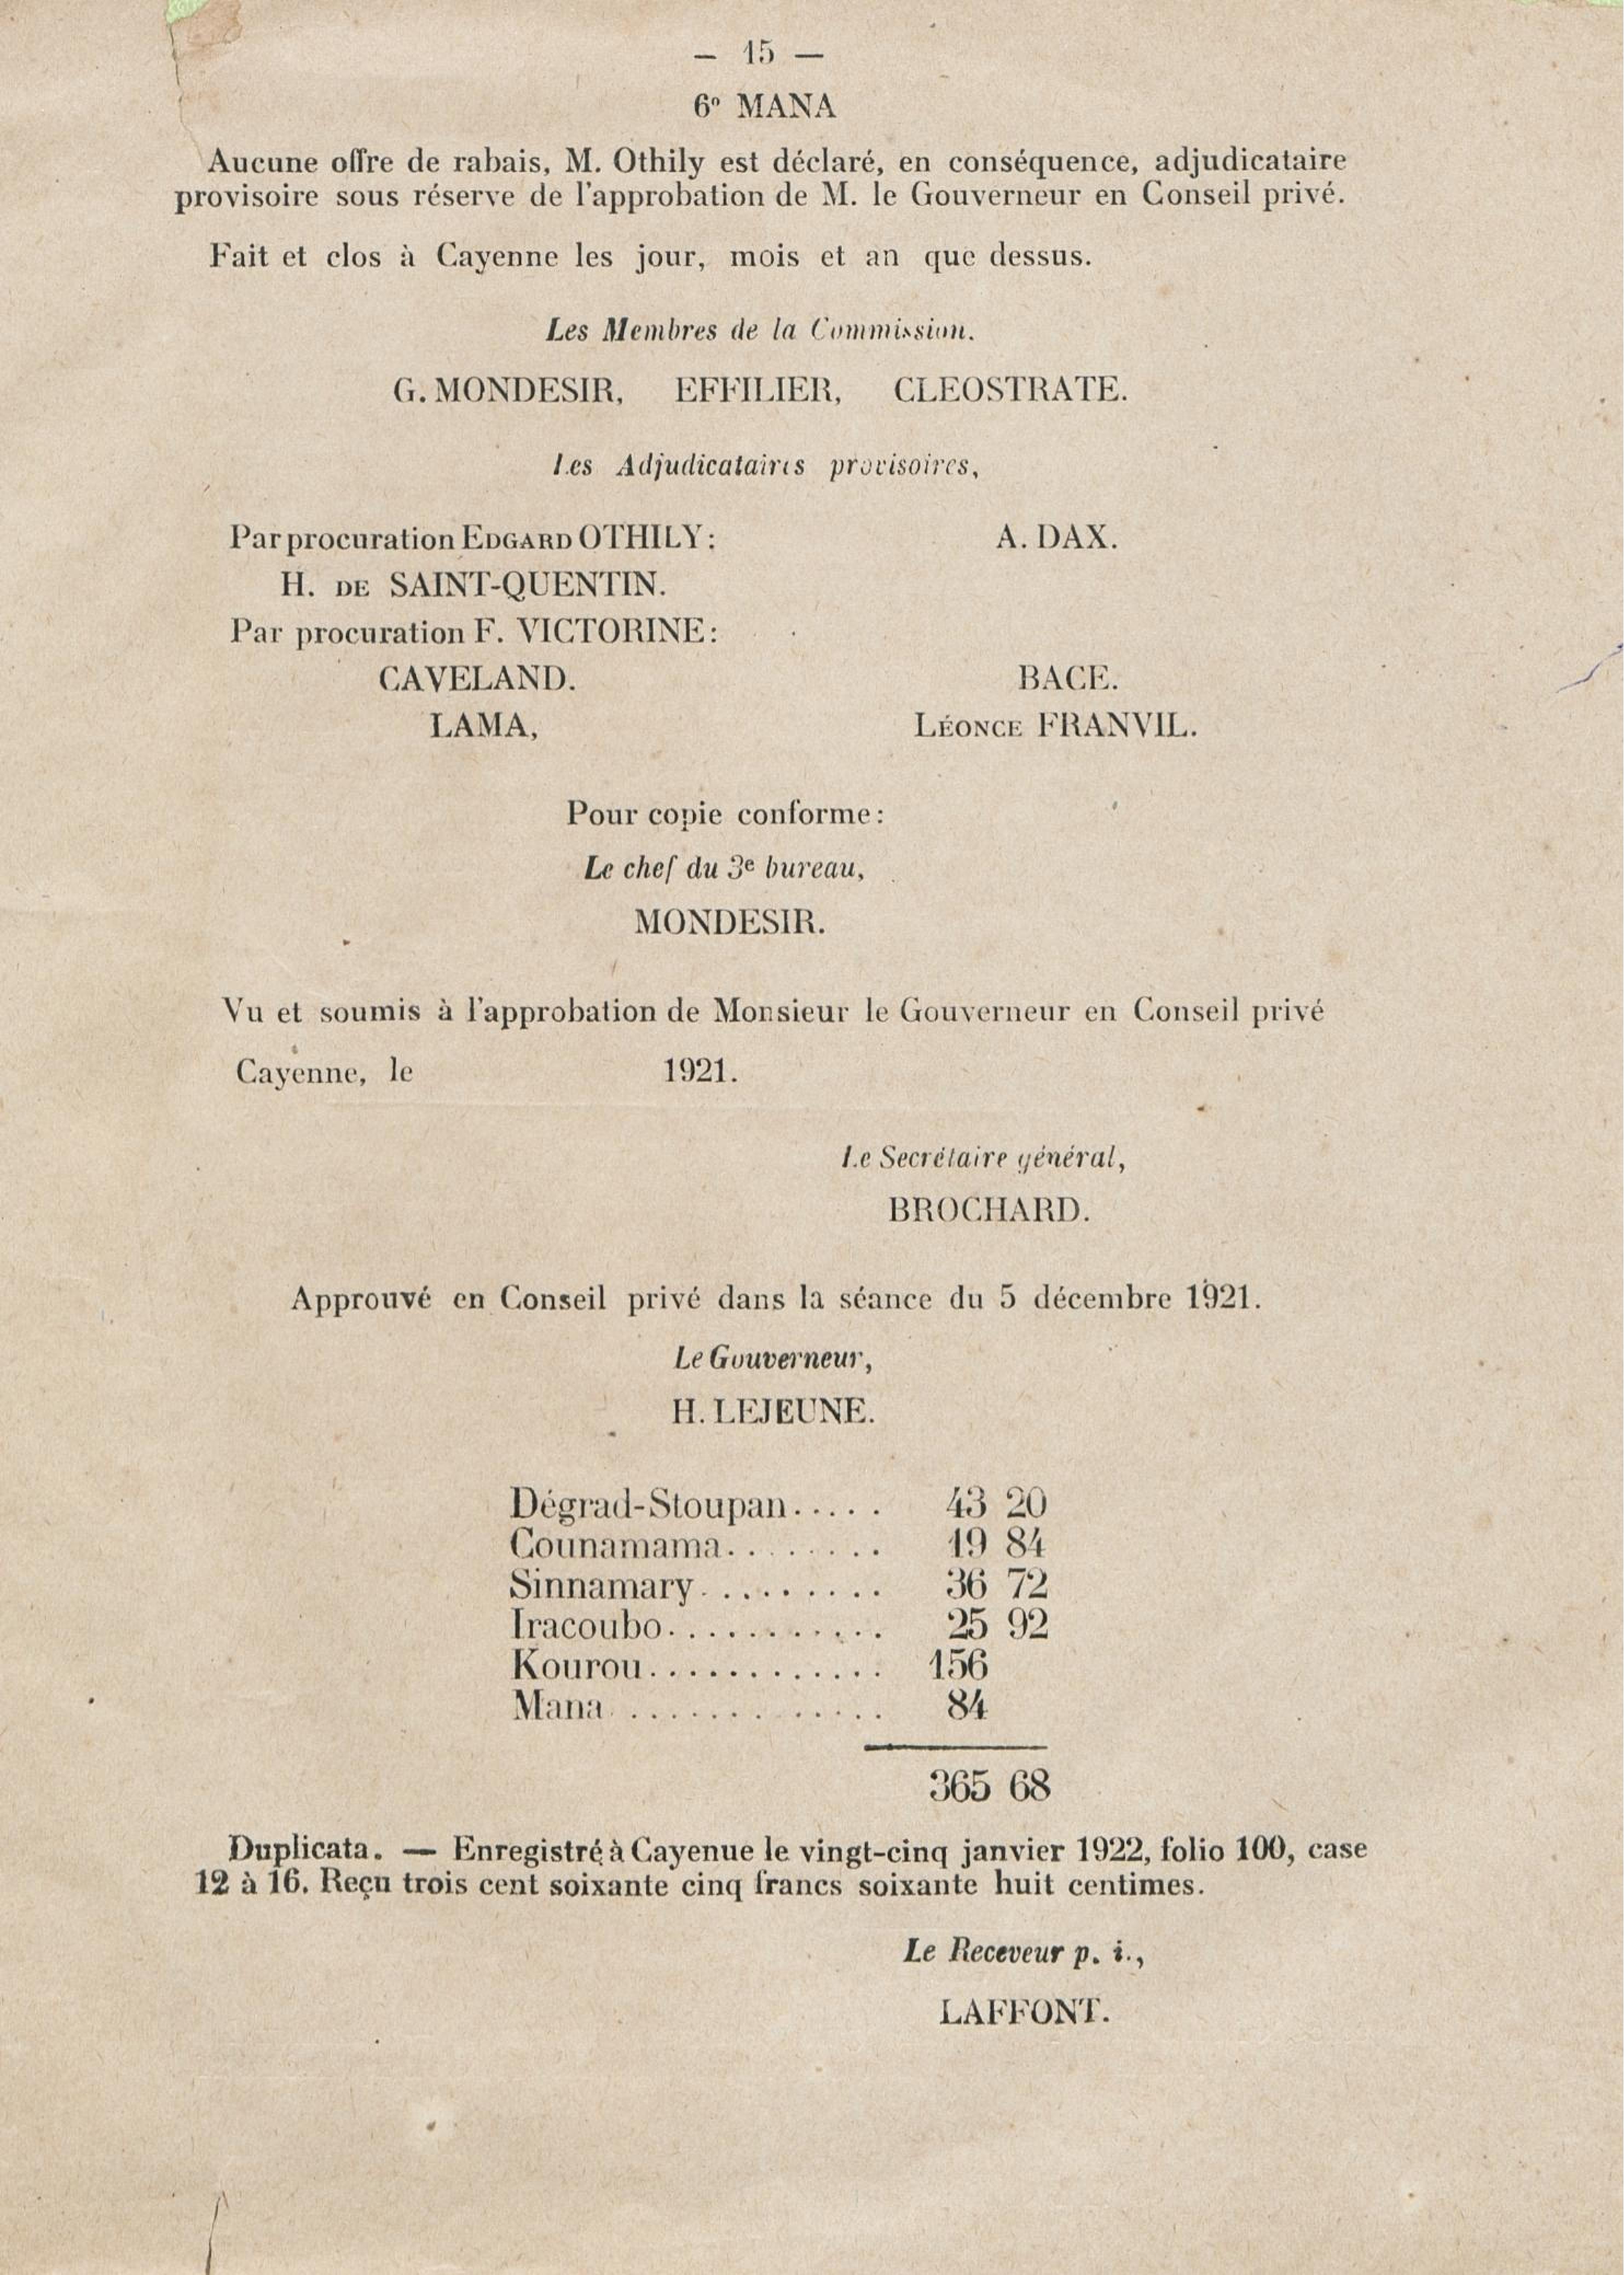 — 15 —
6° MANA
Aucune offre de rabais, M. Othily est déclaré, en conséquence, adjudicataire
provisoire sous réserve de l'approbation de M. le Gouverneur en Conseil privé.
Fait et clos à Cayenne les jour, mois et an que dessus.
Les Membres de la Commission.
G. MONDESIR, EFFILIER, CLEOSTRATE.
Les Adjudicataires provisoires,
Par procuration EDGARD OTHILY: A. DAX.
H. DE SAINT-QUENTIN.
Par procuration F. VICTORINE:
CAVELAND. BACE.
LAMA, LÉONCE FRANVIL.
Pour copie conforme:
Le chef du 3e bureau,
MONDESIR.
Vu et soumis à l'approbation de Monsieur le Gouverneur en Conseil privé
Cayenne, le 1921.
Le Secrétaire général,
BROCHARD.
Approuvé en Conseil privé dans la séance du 5 décembre 1921.
Le Gouverneur,
H. LEJEUNE.
Dégrad-Stoupan..... 43 20
Counamama........ 19 84
Sinnamary......... 36 72
Iracoubo........... 25 92
Kourou............ 156
Mana............. 84
365 68
Duplicata. — Enregistré à Cayenue le vingt-cinq janvier 1922, folio 100, case
12 à 16. Reçu trois cent soixante cinq francs soixante huit centimes.
Le Receveur p. i.,
LAFFONT.